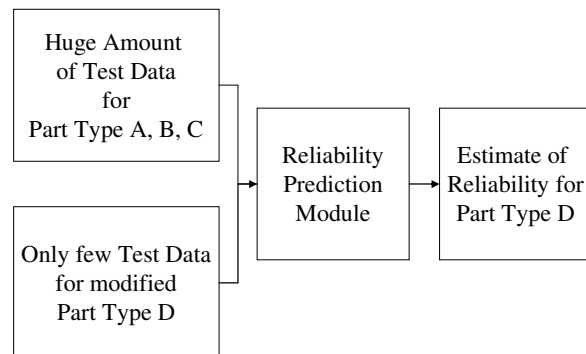 Huge Amount
of Test Data
for
Part Type A, B, C
Only few Test Data
for modified
Part Type D
Reliability
Prediction
Module
Estimate of
Reliability for
Part Type D